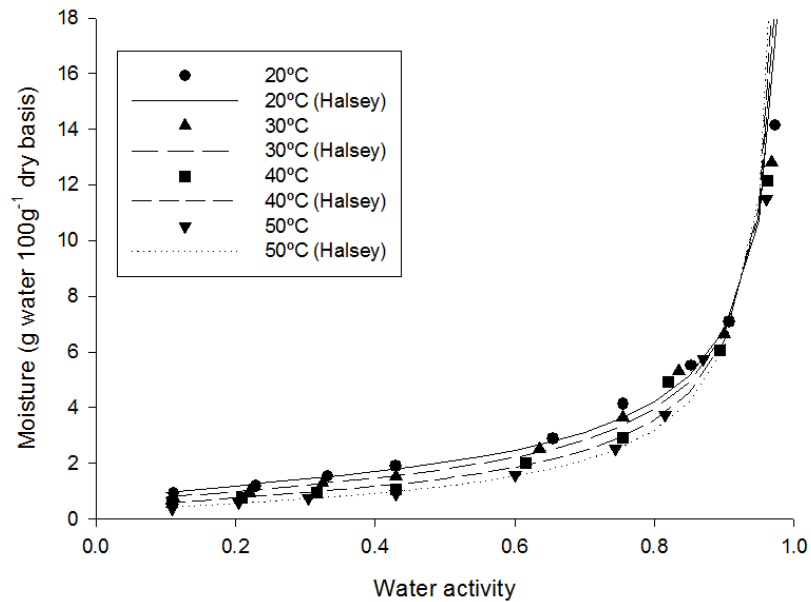 18
16
14
12
10
8
6
4
2
0
Moisture (g water 100g⁻¹ dry basis)
20ºC
20ºC (Halsey)
30ºC
30ºC (Halsey)
40ºC
40ºC (Halsey)
50ºC
50ºC (Halsey)
0.0 0.2 0.4 0.6 0.8 1.0
Water activity